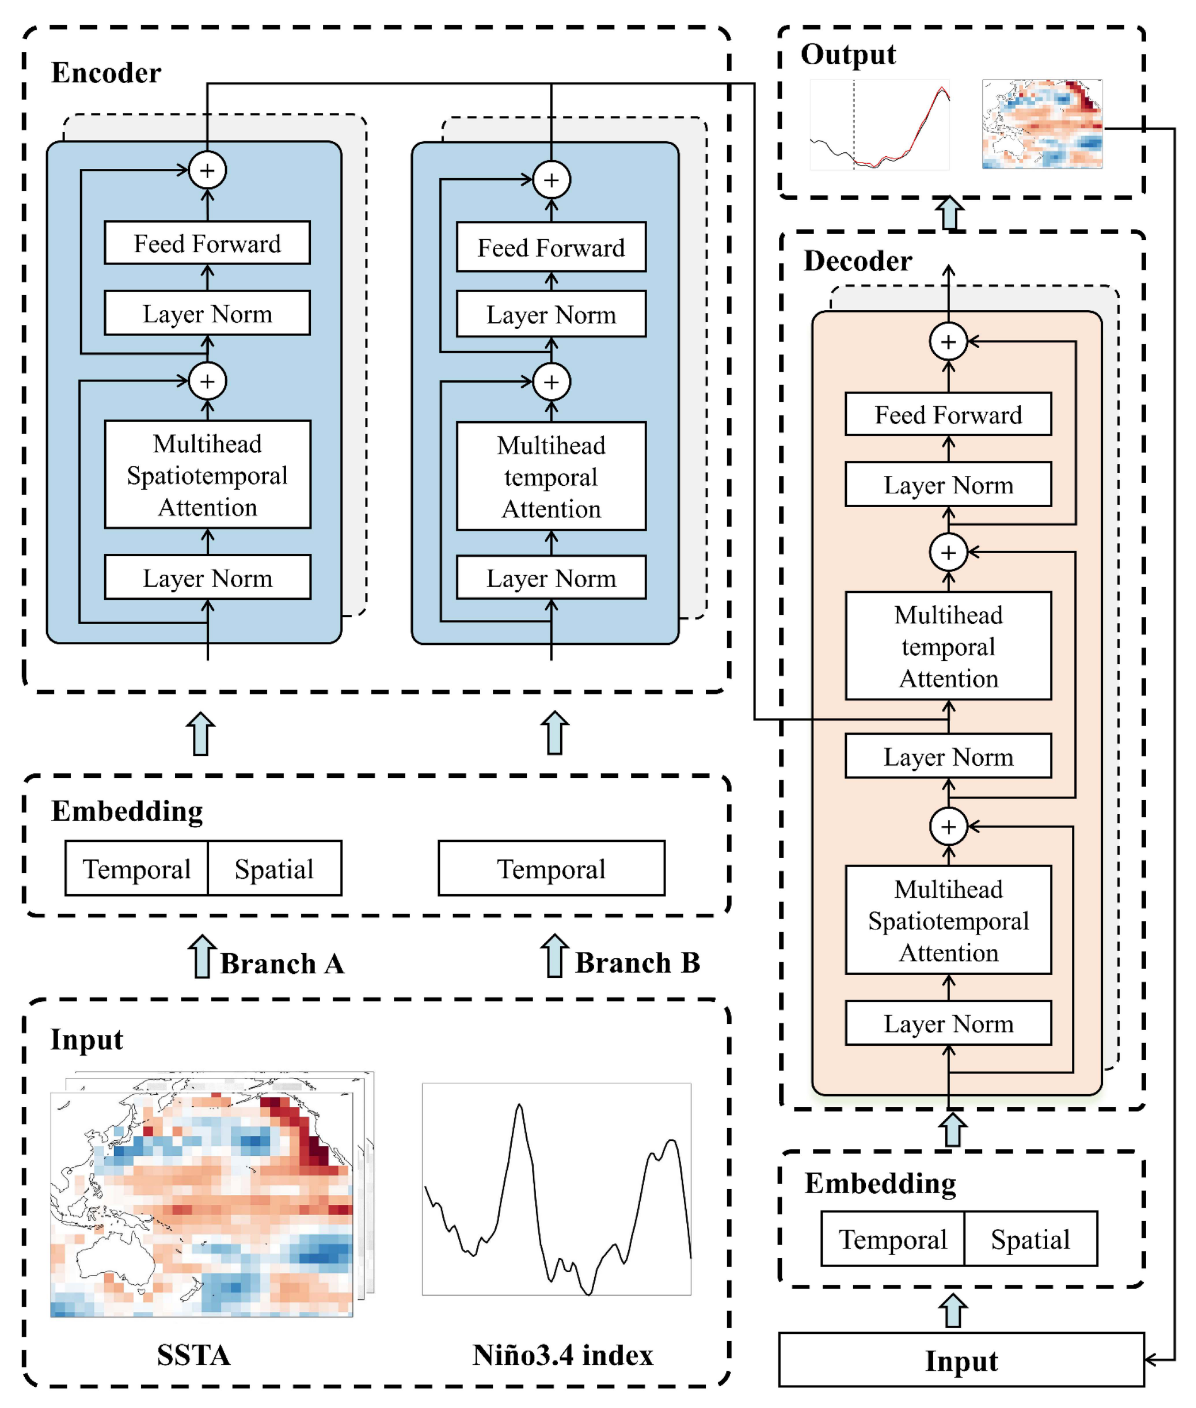 Encoder
+
Feed Forward
Layer Norm
+
Multihead
Spatiotemporal
Attention
Layer Norm
+
Feed Forward
Layer Norm
+
Multihead
temporal
Attention
Layer Norm
Embedding
Temporal
Spatial
Temporal
Branch A
Branch B
Input
SSTA
Niño3.4 index
Output
Decoder
+
Feed Forward
Layer Norm
+
Multihead
temporal
Attention
Layer Norm
+
Multihead
Spatiotemporal
Attention
Layer Norm
Embedding
Temporal
Spatial
Input